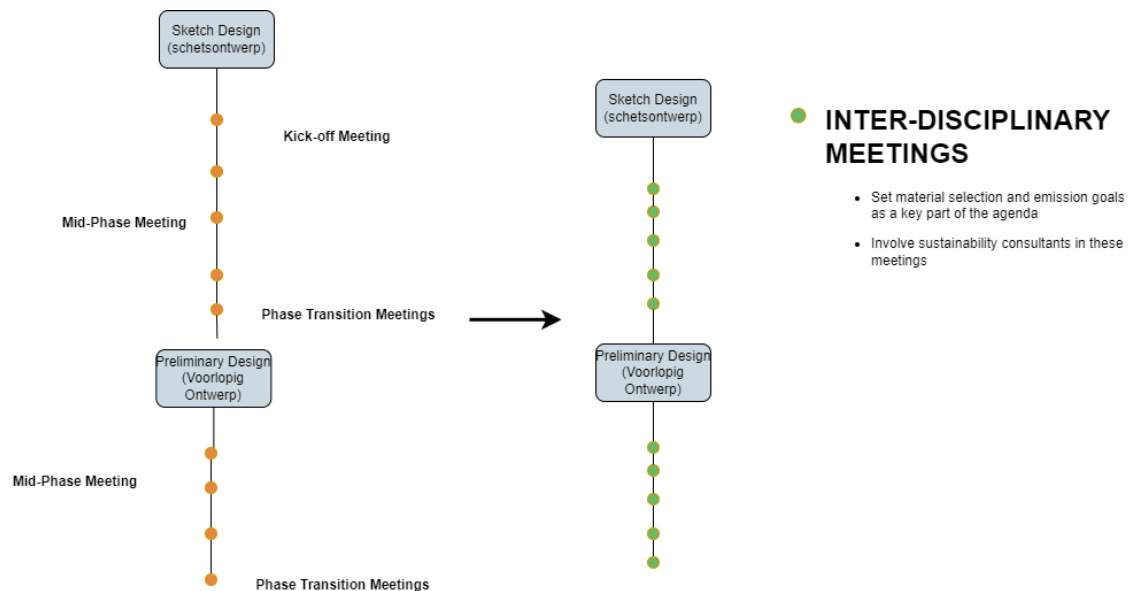 Sketch Design
(schetsontwerp)
Kick-off Meeting
Mid-Phase Meeting
Phase Transition Meetings
Preliminary Design
(Voorlopig
Ontwerp)
Mid-Phase Meeting
Phase Transition Meetings
Sketch Design
(schetsontwerp)
Preliminary Design
(Voorlopig
Ontwerp)
INTER-DISCIPLINARY
MEETINGS
• Set material selection and emission goals
as a key part of the agenda
• Involve sustainability consultants in these
meetings